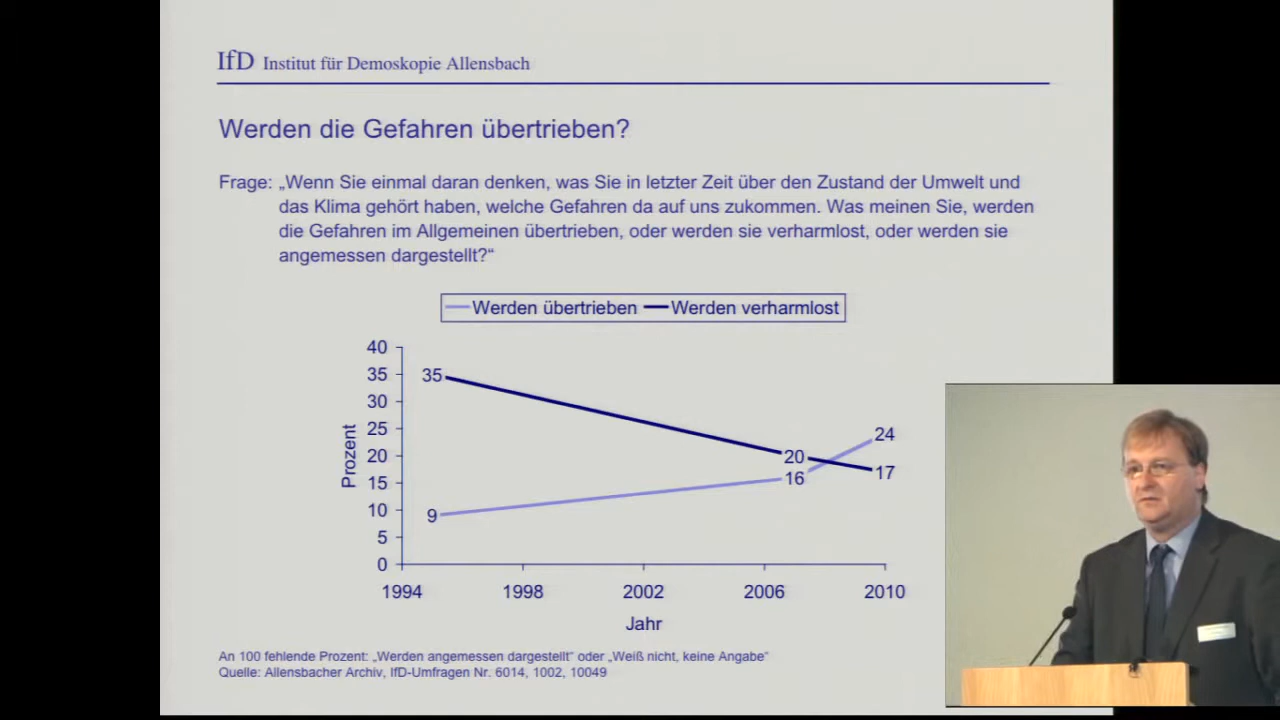 IfD Institut für Demoskopie Allensbach
Werden die Gefahren übertrieben?
Frage: „Wenn Sie einmal daran denken, was Sie in letzter Zeit über den Zustand der Umwelt und
das Klima gehört haben, welche Gefahren da auf uns zukommen. Was meinen Sie, werden
die Gefahren im Allgemeinen übertrieben, oder werden sie verharmlost, oder werden sie
angemessen dargestellt?“
Werden übertrieben Werden verharmlost
40
35
30
25
20
15
10
5
0
Prozent
35
9
20
16
24
17
1994 1998 2002 2006 2010
Jahr
An 100 fehlende Prozent: „Werden angemessen dargestellt“ oder „Weiß nicht, keine Angabe“
Quelle: Allensbacher Archiv, IfD-Umfragen Nr. 6014, 1002, 10049